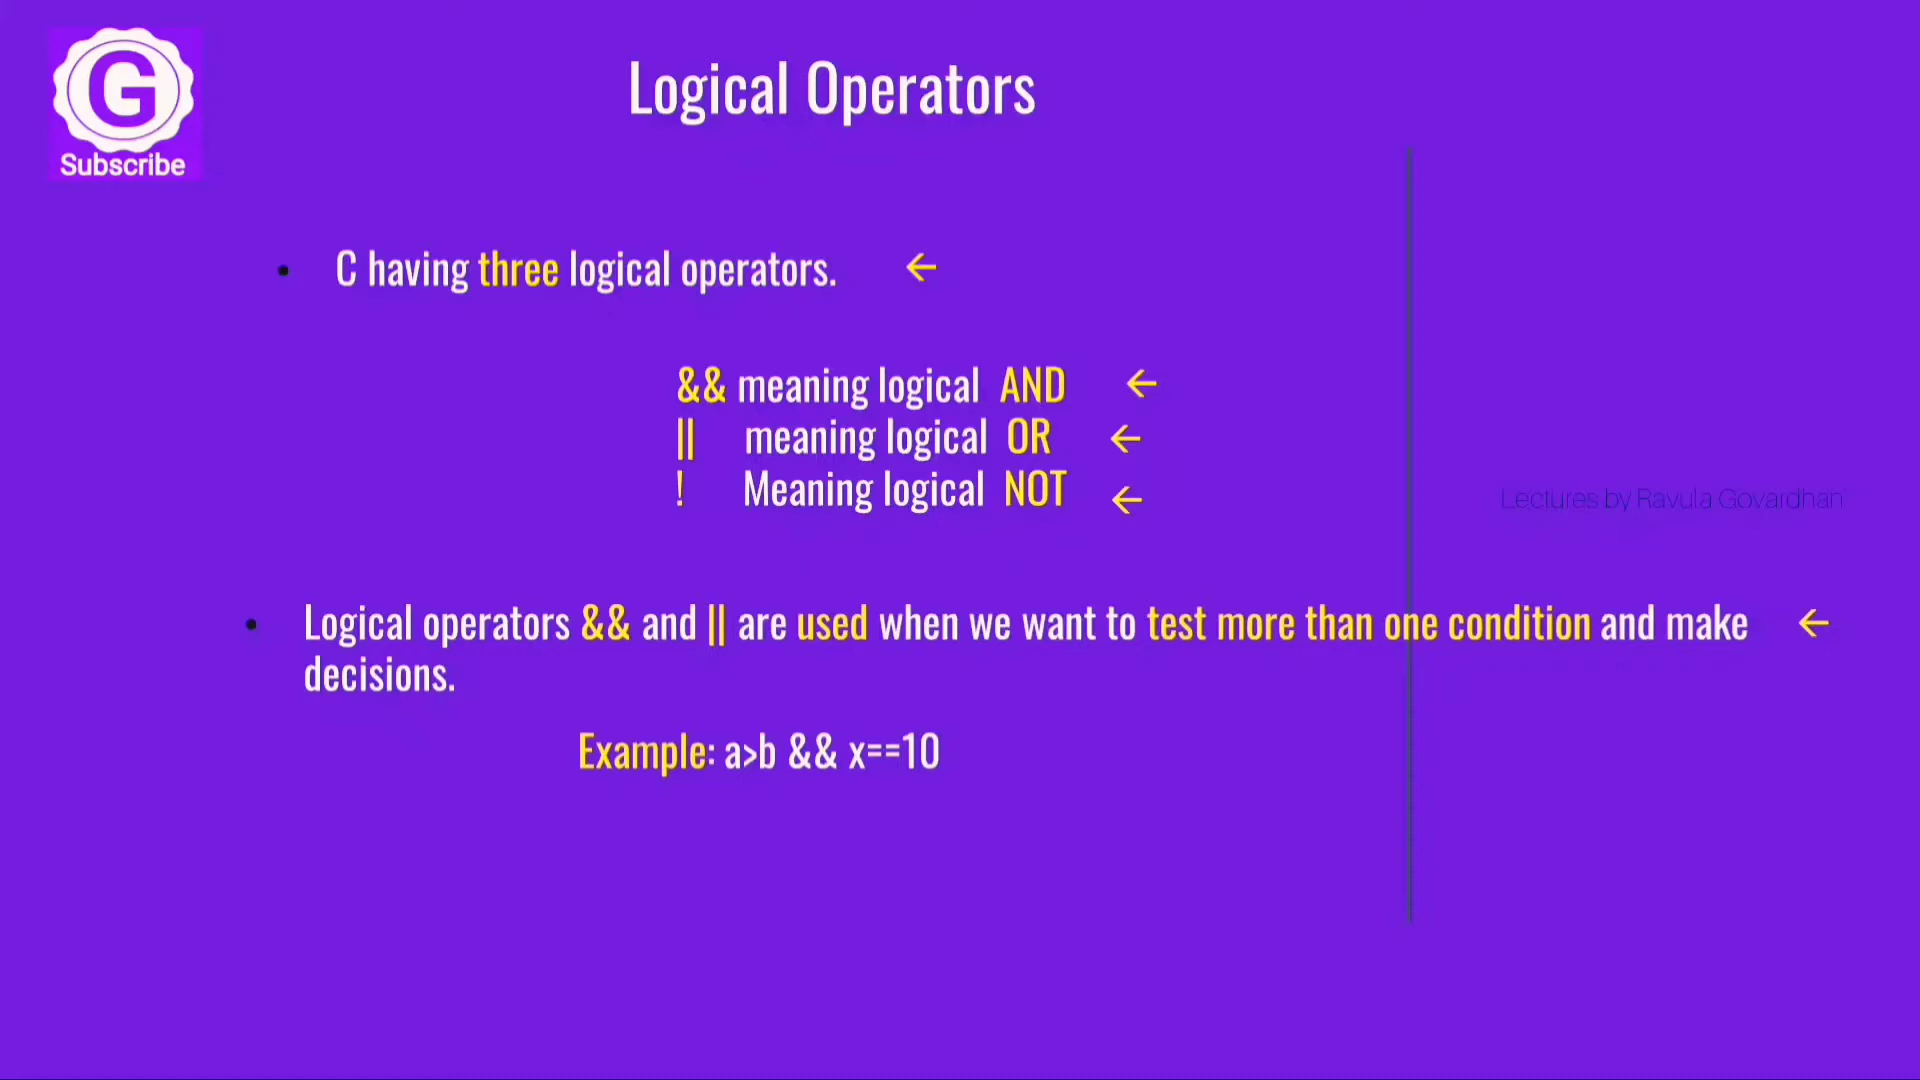 G
Subscribe
Logical Operators
• C having three logical operators. ←
&& meaning logical AND ←
|| meaning logical OR ←
! Meaning logical NOT ←
Lectures by Ravula Govardhan
• Logical operators && and || are used when we want to test more than one condition and make ←
decisions.
Example: a>b && x==10